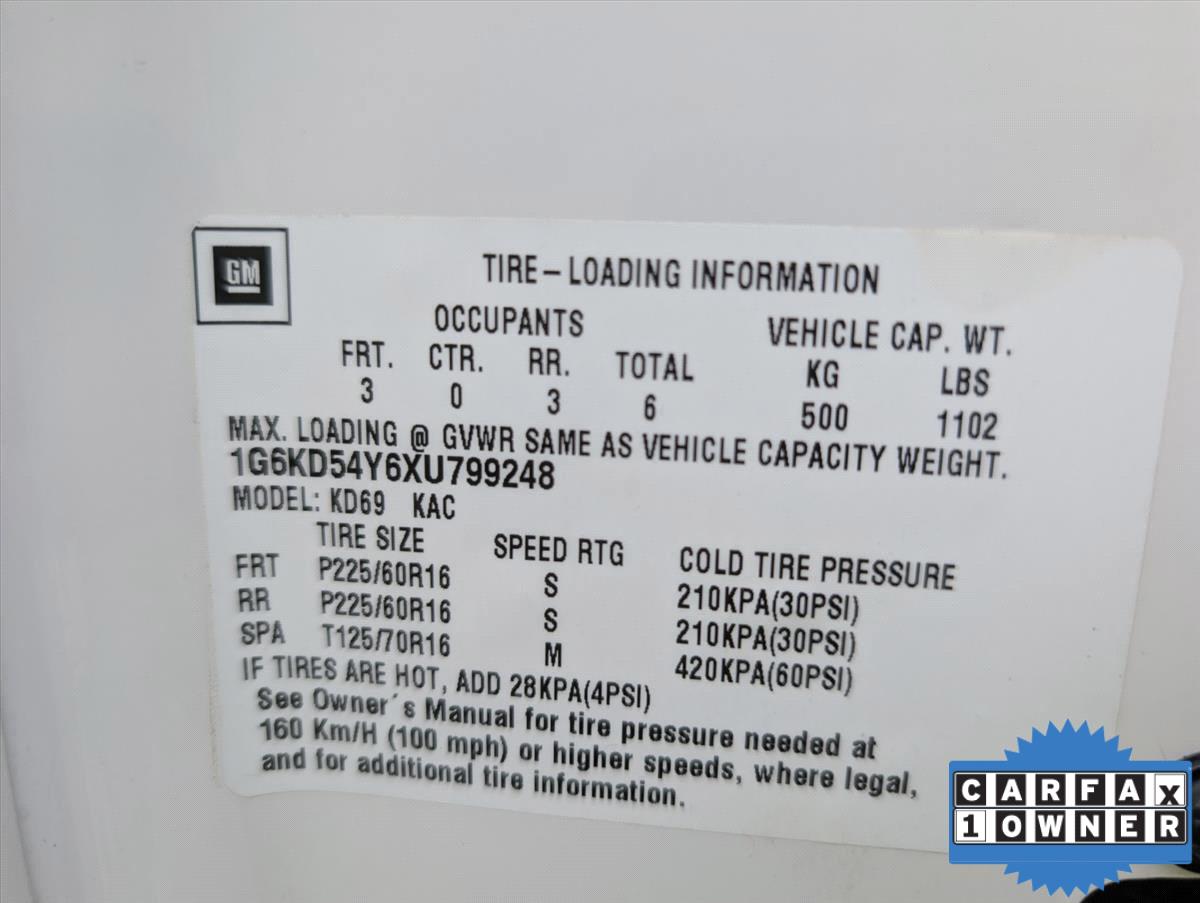 GM
TIRE–LOADING INFORMATION
OCCUPANTS VEHICLE CAP. WT.
FRT. CTR. RR. TOTAL KG LBS
3 0 3 6 500 1102
MAX. LOADING @ GVWR SAME AS VEHICLE CAPACITY WEIGHT.
1G6KD54Y6XU799248
MODEL: KD69 KAC
TIRE SIZE SPEED RTG COLD TIRE PRESSURE
FRT P225/60R16 S 210KPA(30PSI)
RR P225/60R16 S 210KPA(30PSI)
SPA T125/70R16 M 420KPA(60PSI)
IF TIRES ARE HOT, ADD 28KPA(4PSI)
See Owner´s Manual for tire pressure needed at
160 Km/H (100 mph) or higher speeds, where legal,
and for additional tire information.
CARFAX
1 OWNER